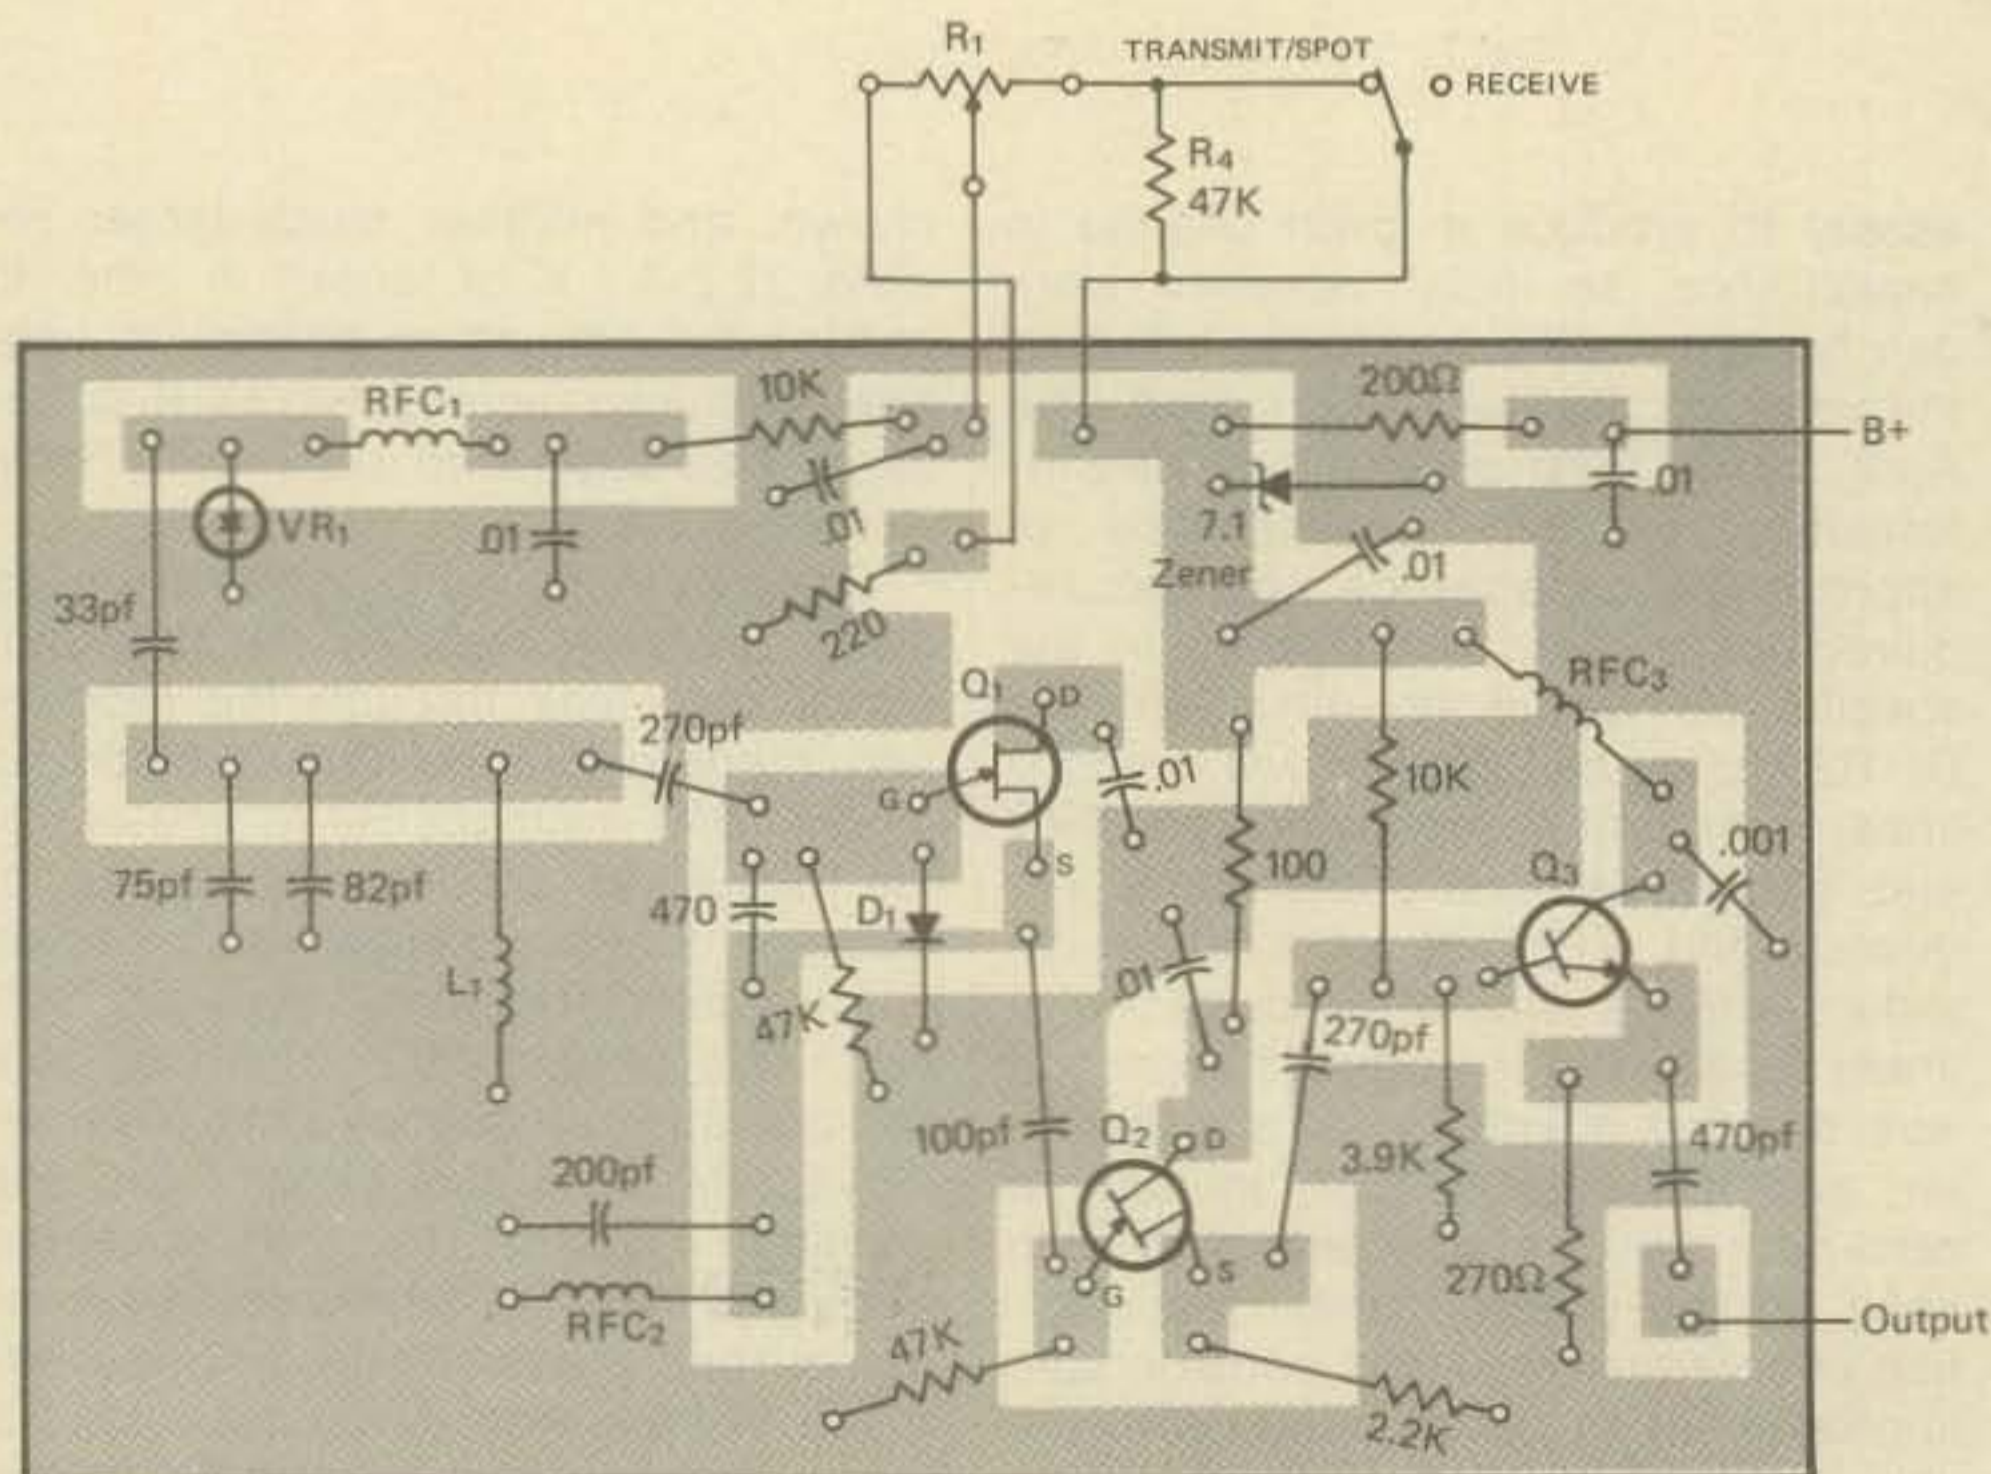 R1
TRANSMIT/SPOT
RECEIVE
R4
47K
RFC1
10K
200Ω
B+
.01
VR1
.01
.01
7.1
Zener
.01
33pf
220
Q1
D
RFC3
270pf
G
.01
10K
S
100
.001
Q3
75pf
82pf
470
D1
L1
47K
.01
270pf
100pf
Q2
D
3.9K
470pf
200pf
S
G
270Ω
RFC2
47K
Output
2.2K